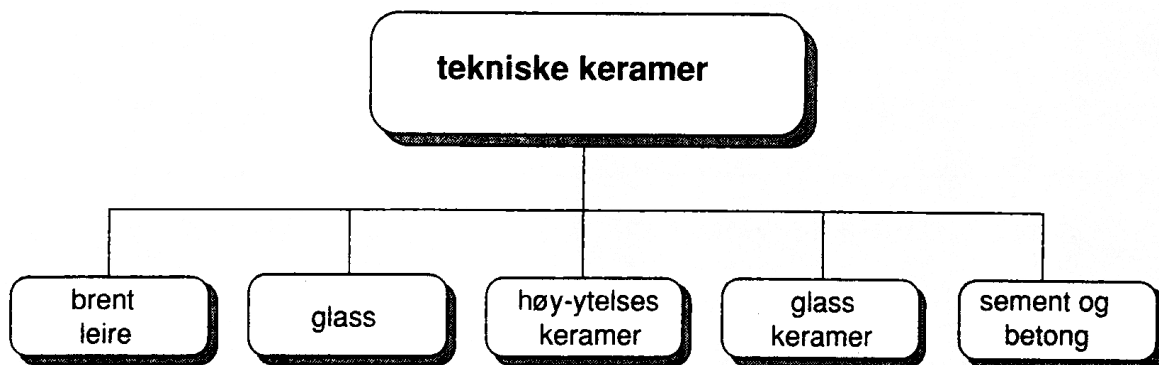 tekniske keramer
brent
leire
glass
høy-ytelses
keramer
glass
keramer
sement og
betong